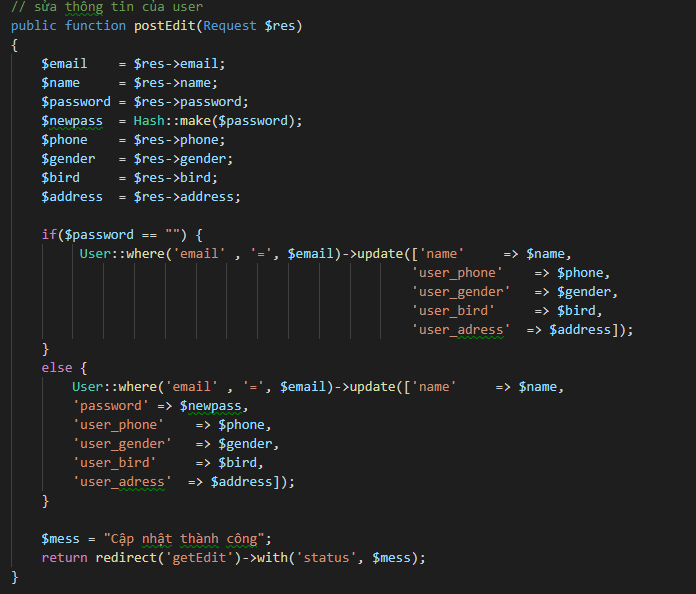 // sửa thông tin của user
public function postEdit(Request $res)
{
$email = $res->email;
$name = $res->name;
$password = $res->password;
$newpass = Hash::make($password);
$phone = $res->phone;
$gender = $res->gender;
$bird = $res->bird;
$address = $res->address;
if($password == "") {
User::where('email' , '=', $email)->update(['name' => $name,
'user_phone' => $phone,
'user_gender' => $gender,
'user_bird' => $bird,
'user_adress' => $address]);
}
else {
User::where('email' , '=', $email)->update(['name' => $name,
'password' => $newpass,
'user_phone' => $phone,
'user_gender' => $gender,
'user_bird' => $bird,
'user_adress' => $address]);
}
$mess = "Cập nhật thành công";
return redirect('getEdit')->with('status', $mess);
}